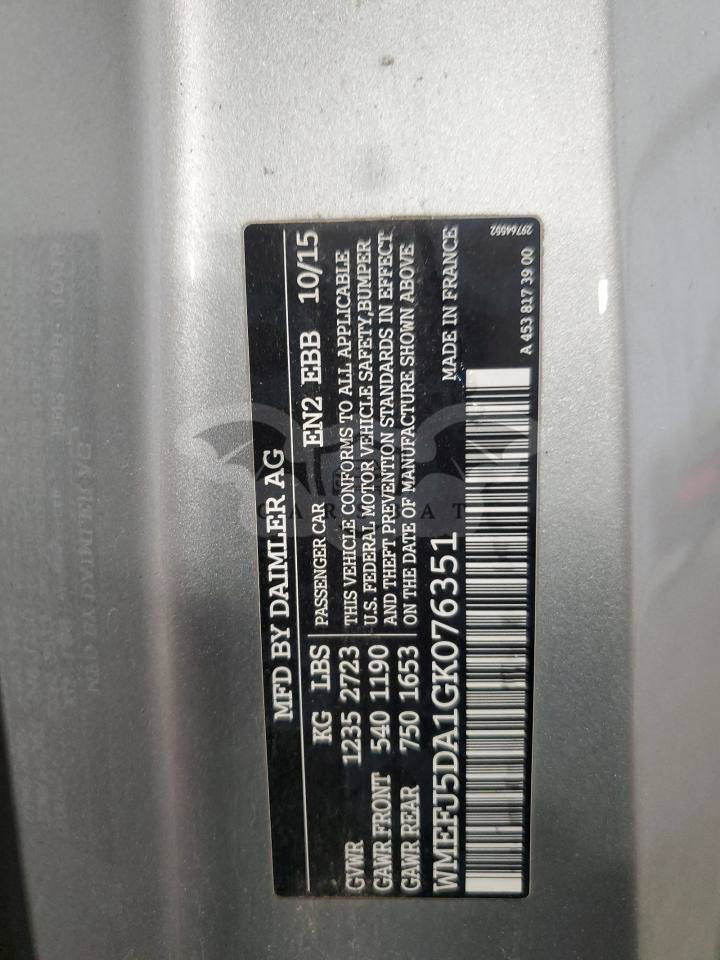 MFD BY DAIMLER AG
KG LBS PASSENGER CAR EN2 EBB 10/15
GVWR 1235 2723 THIS VEHICLE CONFORMS TO ALL APPLICABLE
GAWR FRONT 540 1190 U.S. FEDERAL MOTOR VEHICLE SAFETY,BUMPER
AND THEFT PREVENTION STANDARDS IN EFFECT
GAWR REAR 750 1653 ON THE DATE OF MANUFACTURE SHOWN ABOVE
WMEFJ5DA1GK076351 MADE IN FRANCE
29764552
A 453 817 39 00